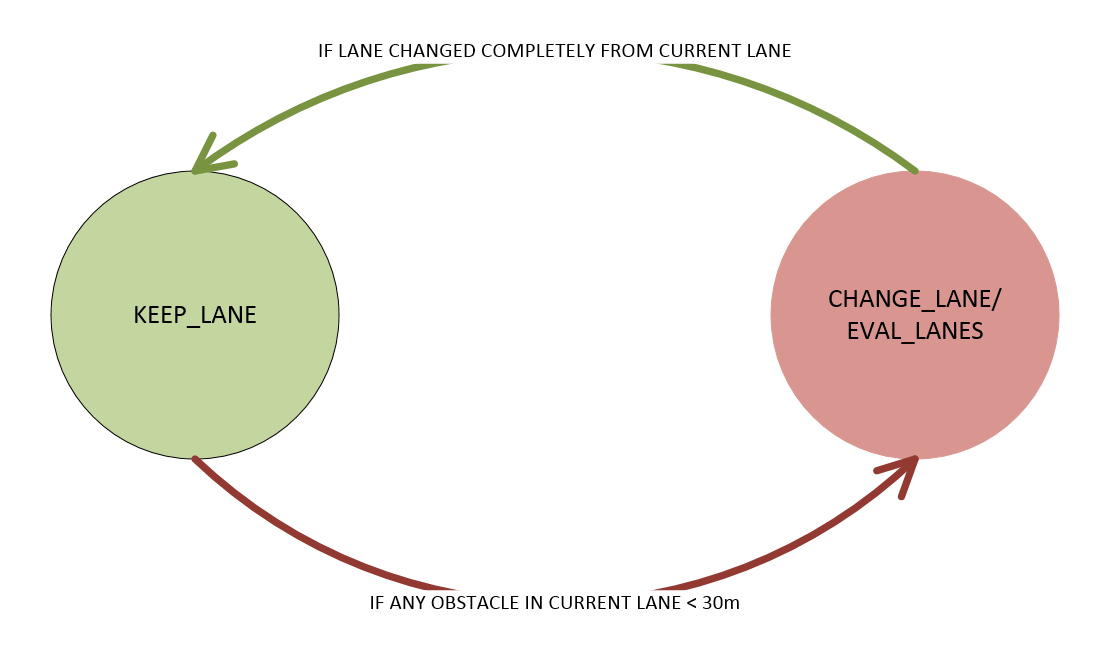 IF LANE CHANGED COMPLETELY FROM CURRENT LANE
KEEP_LANE
CHANGE_LANE/
EVAL_LANES
IF ANY OBSTACLE IN CURRENT LANE < 30m